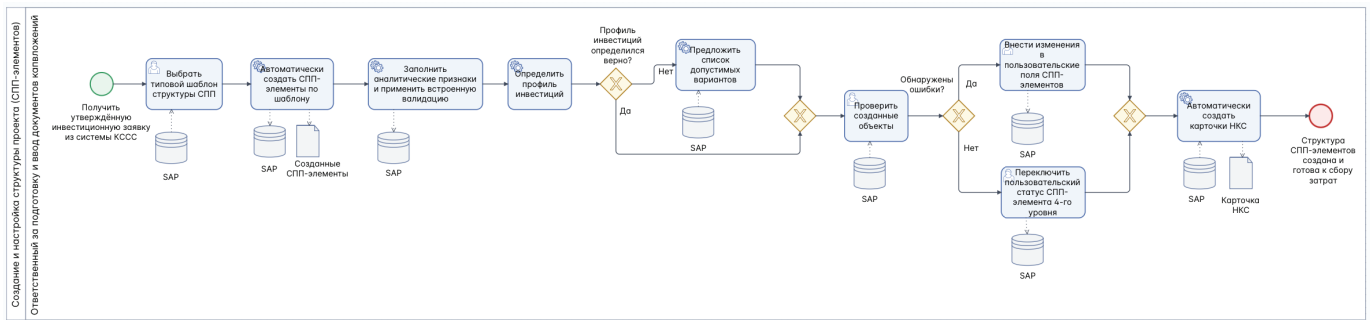 Создание и настройка структуры проекта (СПП-элементов)
Ответственный за подготовку и ввод документов капвложений
Получить
утверждённую
инвестиционную заявку
из системы КССС
Выбрать
типовой шаблон
структуры СПП
SAP
Автоматически
создать СПП-
элементы по
шаблону
SAP
Созданные
СПП-элементы
Заполнить
аналитические признаки
и применить встроенную
валидацию
SAP
Определить
профиль
инвестиций
Профиль
инвестиций
определился
верно?
Нет
Да
Предложить
список
допустимых
вариантов
SAP
Проверить
созданные
объекты
SAP
Обнаружены
ошибки?
Да
Нет
Внести изменения
в
пользовательские
поля СПП-
элементов
SAP
Переключить
пользовательский
статус СПП-
элемента 4-го
уровня
SAP
Автоматически
создать
карточки НКС
SAP
Карточка
НКС
Структура
СПП-элементов
создана и
готова к сбору
затрат